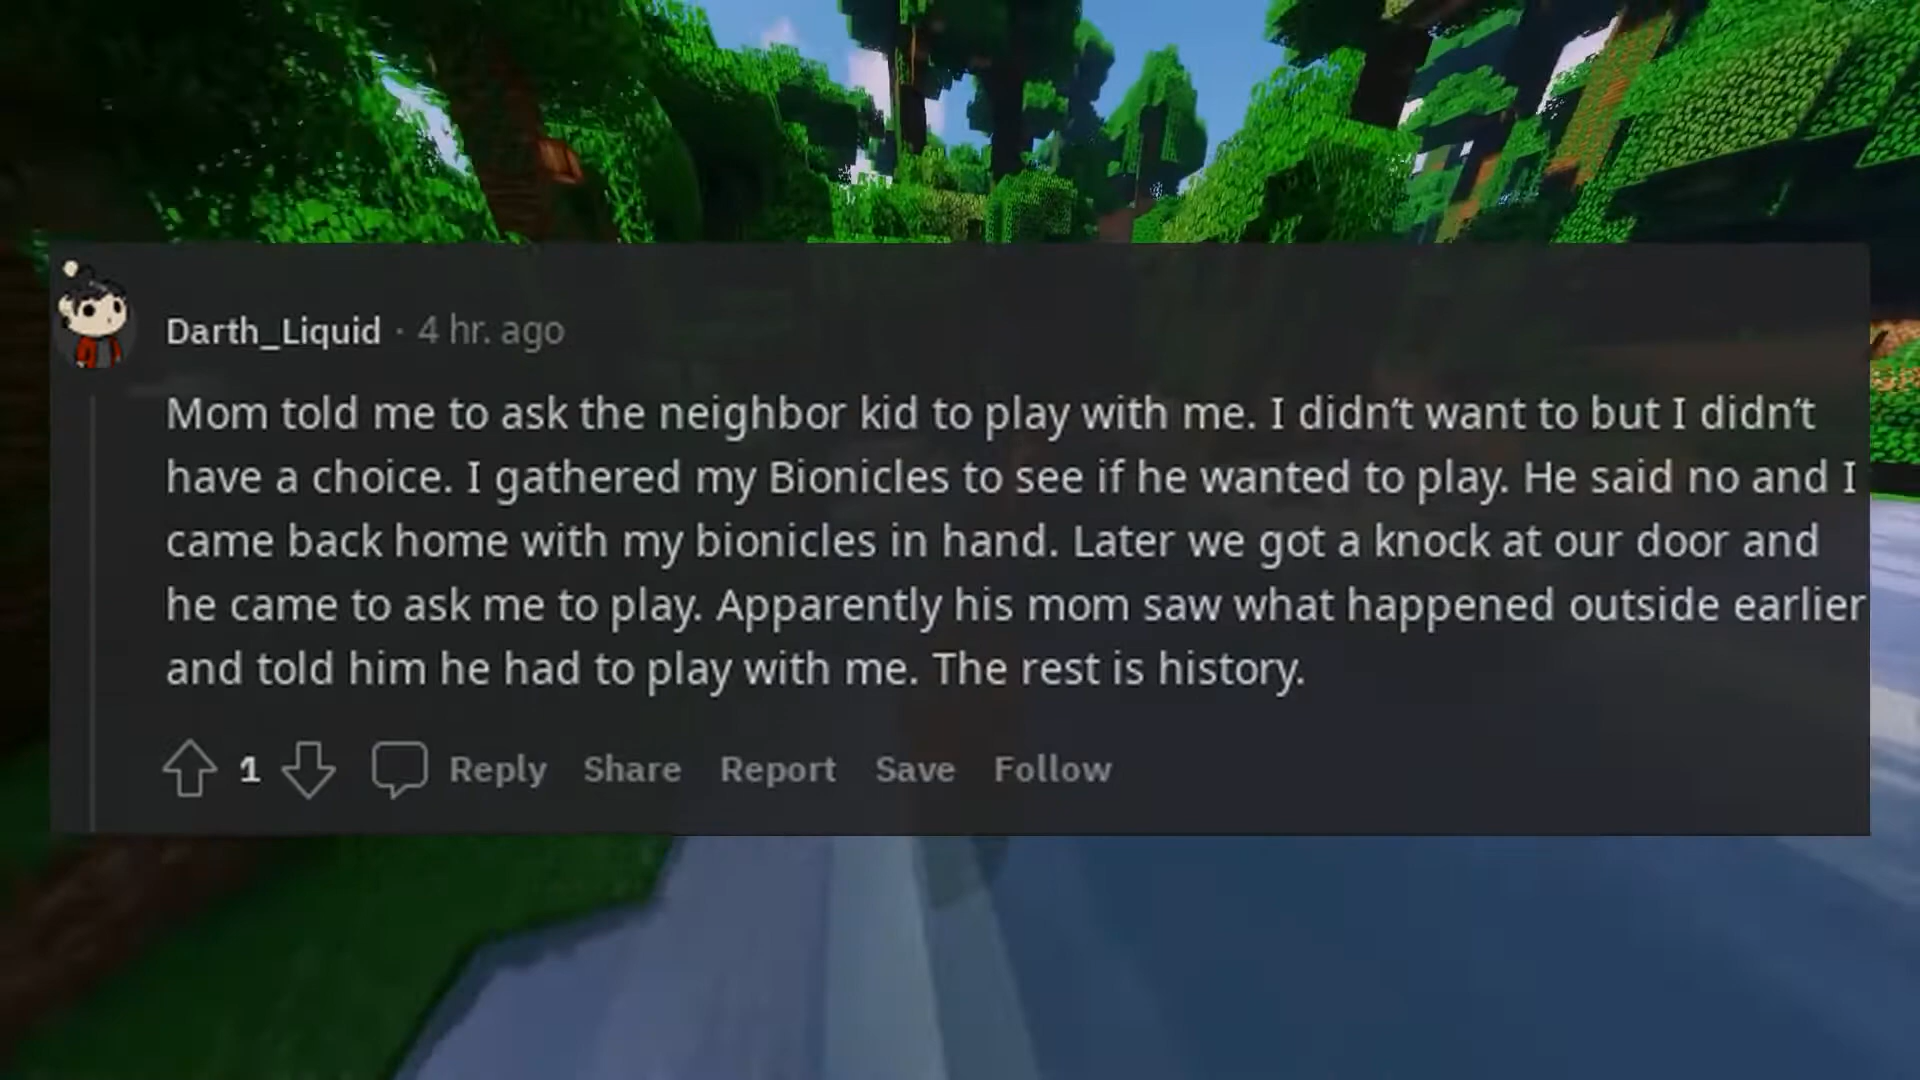 Darth_Liquid · 4 hr. ago
Mom told me to ask the neighbor kid to play with me. I didn't want to but I didn't
have a choice. I gathered my Bionicles to see if he wanted to play. He said no and I
came back home with my bionicles in hand. Later we got a knock at our door and
he came to ask me to play. Apparently his mom saw what happened outside earlier
and told him he had to play with me. The rest is history.
1 Reply Share Report Save Follow